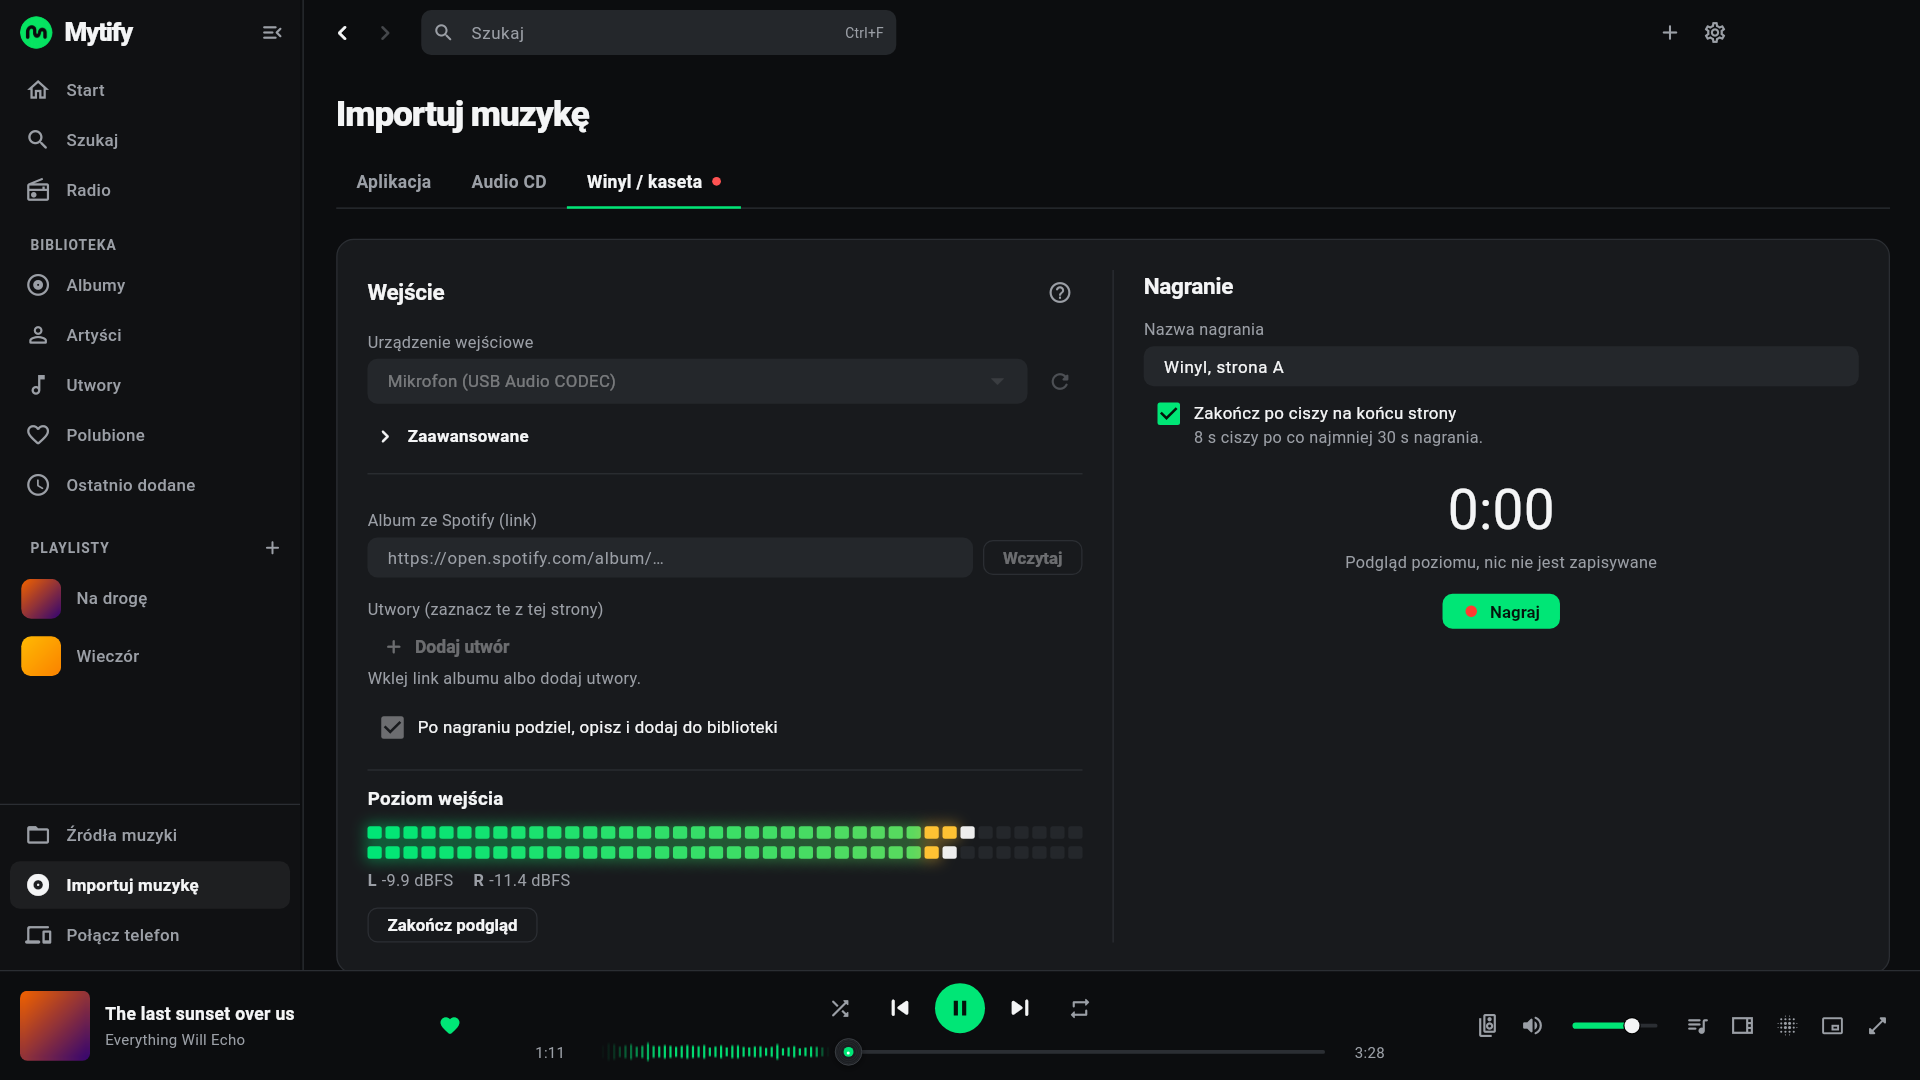 Mytify
Szukaj
Ctrl+F
Start
Szukaj
Radio
BIBLIOTEKA
Albumy
Artyści
Utwory
Polubione
Ostatnio dodane
PLAYLISTY
Na drogę
Wieczór
Źródła muzyki
Importuj muzykę
Połącz telefon
Importuj muzykę
Aplikacja
Audio CD
Winyl / kaseta
Wejście
Urządzenie wejściowe
Mikrofon (USB Audio CODEC)
Zaawansowane
Album ze Spotify (link)
https://open.spotify.com/album/…
Wczytaj
Utwory (zaznacz te z tej strony)
Dodaj utwór
Wklej link albumu albo dodaj utwory.
Po nagraniu podziel, opisz i dodaj do biblioteki
Poziom wejścia
L -9.9 dBFS R -11.4 dBFS
Zakończ podgląd
Nagranie
Nazwa nagrania
Winyl, strona A
Zakończ po ciszy na końcu strony
8 s ciszy po co najmniej 30 s nagrania.
0:00
Podgląd poziomu, nic nie jest zapisywane
Nagraj
The last sunset over us
Everything Will Echo
1:11
3:28